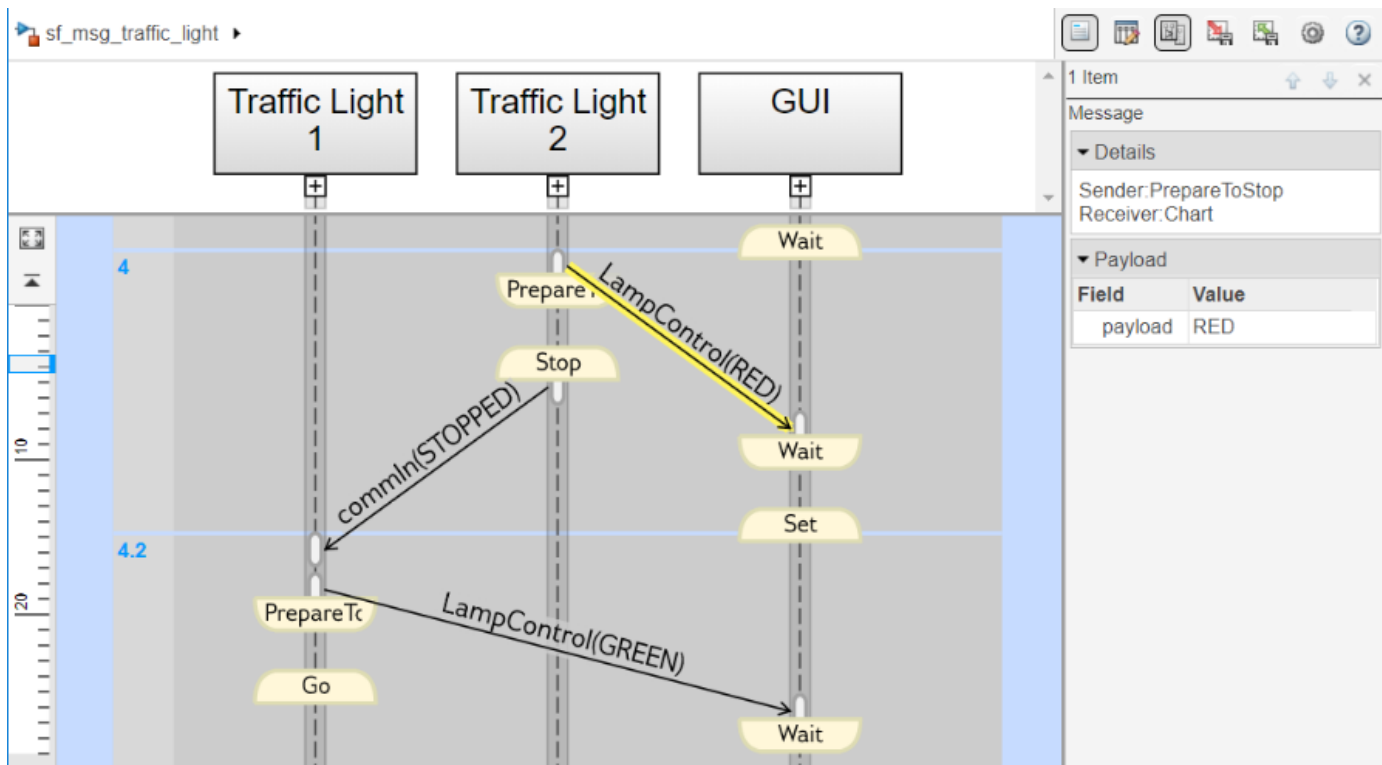 sf_msg_traffic_light
1 Item
Message
Details
Sender:PrepareToStop
Receiver:Chart
Payload
Field Value
payload RED
Traffic Light
1
Traffic Light
2
GUI
Wait
4
PrepareT
LampControl(RED)
Stop
commIn(STOPPED)
Wait
10
Set
4.2
PrepareTo
LampControl(GREEN)
20
Go
Wait